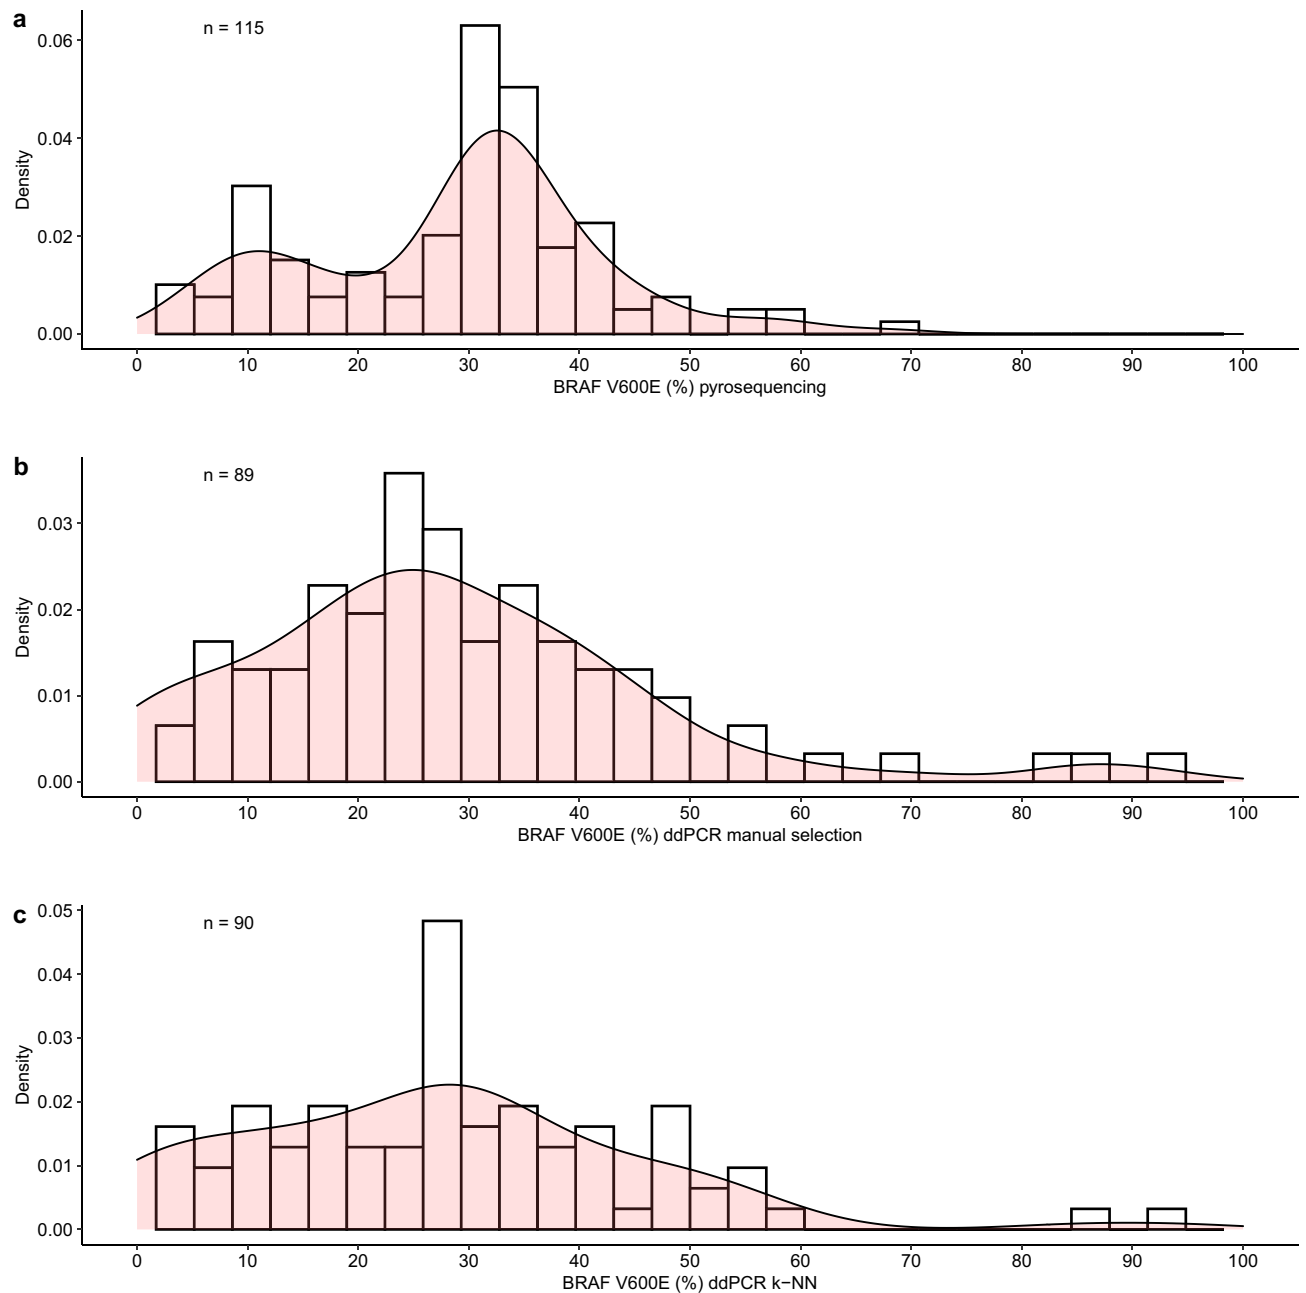 a
n = 115
0.06
0.04
0.02
0.00
Density
0 10 20 30 40 50 60 70 80 90 100
BRAF V600E (%) pyrosequencing
b
n = 89
0.03
0.02
0.01
0.00
Density
0 10 20 30 40 50 60 70 80 90 100
BRAF V600E (%) ddPCR manual selection
c
n = 90
0.05
0.04
0.03
0.02
0.01
0.00
Density
0 10 20 30 40 50 60 70 80 90 100
BRAF V600E (%) ddPCR k−NN